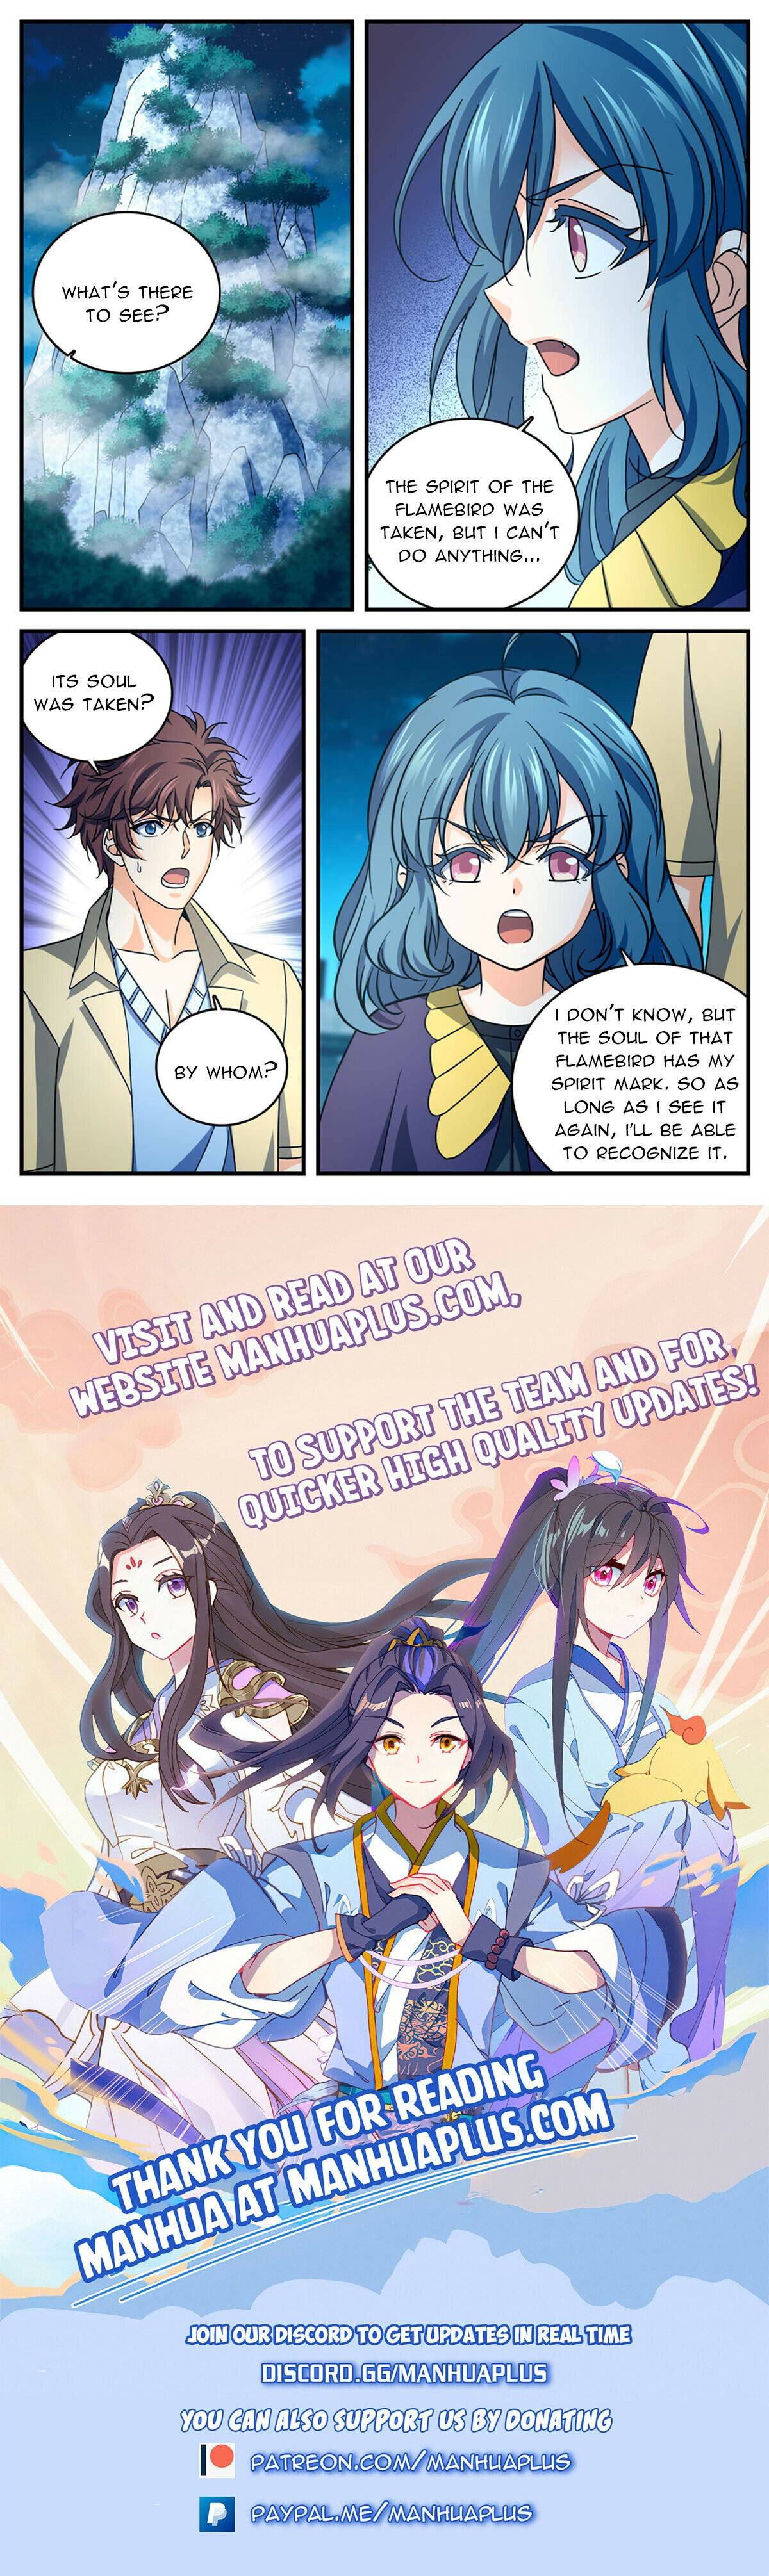 WHAT'S THERE
TO SEE?
THE SPIRIT OF THE
FLAMEBIRD WAS
TAKEN, BUT I CAN'T
DO ANYTHING...
ITS SOUL
WAS TAKEN?
BY WHOM?
I DON'T KNOW, BUT
THE SOUL OF THAT
FLAMEBIRD HAS MY
SPIRIT MARK. SO AS
LONG AS I SEE IT
AGAIN, I'LL BE ABLE
TO RECOGNIZE IT.
VISIT AND READ AT OUR
WEBSITE MANHUAPLUS.COM,
TO SUPPORT THE TEAM AND FOR
QUICKER HIGH QUALITY UPDATES!
THANK YOU FOR READING
MANHUA AT MANHUAPLUS.COM
JOIN OUR DISCORD TO GET UPDATES IN REAL TIME
DISCORD.GG/MANHUAPLUS
YOU CAN ALSO SUPPORT US BY DONATING
PATREON.COM/MANHUAPLUS
PAYPAL.ME/MANHUAPLUS